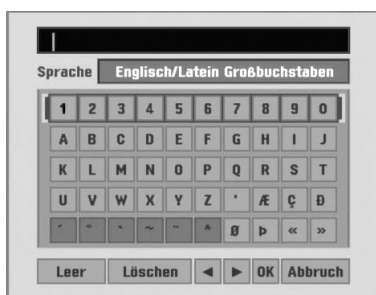 Sprache Englisch/Latein Großbuchstaben
1 2 3 4 5 6 7 8 9 0
A B C D E F G H I J
K L M N O P Q R S T
U V W X Y Z ' Æ Ç Ð
´ ° ` ~ ¨ ^ Ø Þ « »
Leer Löschen ◄ ► OK Abbruch